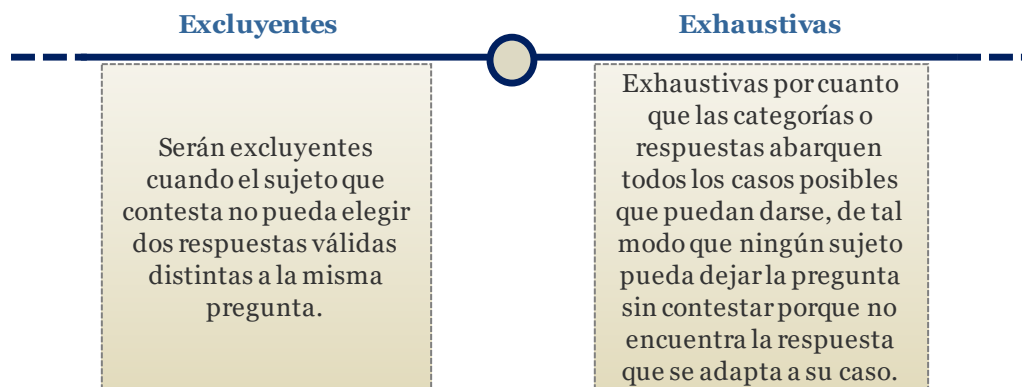 Excluyentes
Serán excluyentes
cuando el sujeto que
contesta no pueda elegir
dos respuestas válidas
distintas a la misma
pregunta.
Exhaustivas
Exhaustivas por cuanto
que las categorías o
respuestas abarquen
todos los casos posibles
que puedan darse, de tal
modo que ningún sujeto
pueda dejar la pregunta
sin contestar porque no
encuentra la respuesta
que se adapta a su caso.